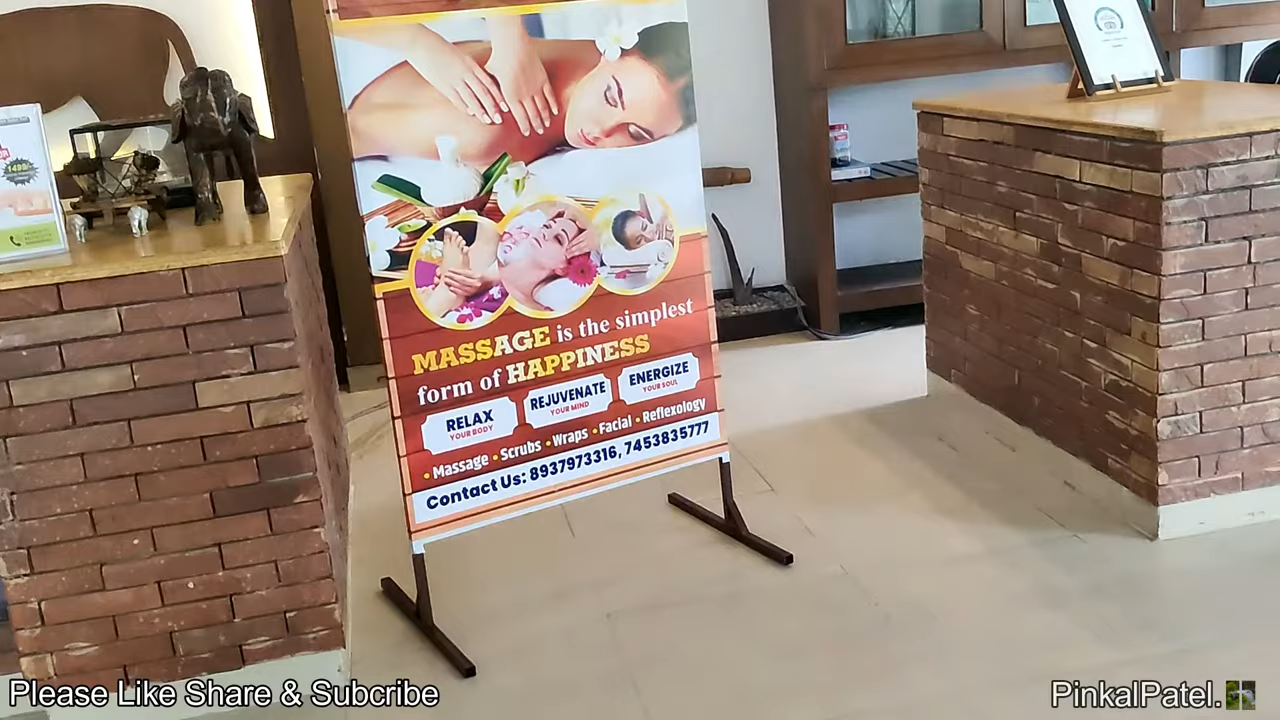 MASSAGE is the simplest
form of HAPPINESS
RELAX
YOUR BODY
REJUVENATE
YOUR MIND
ENERGIZE
YOUR SOUL
• Massage • Scrubs • Wraps • Facial • Reflexology
Contact Us: 8937973316, 7453835777
Please Like Share & Subcribe
PinkalPatel.